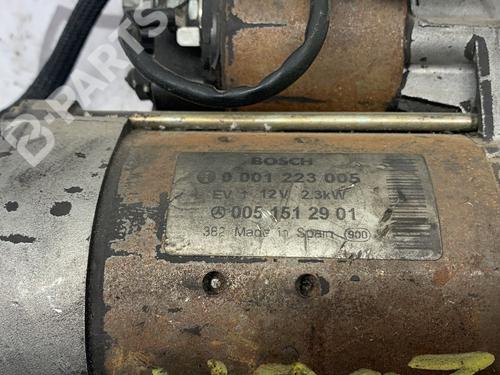 BOSCH
0 001 223 005
EV 12V 2.3kW
005 151 29 01
382 Made in Spain 900
B-PARTS